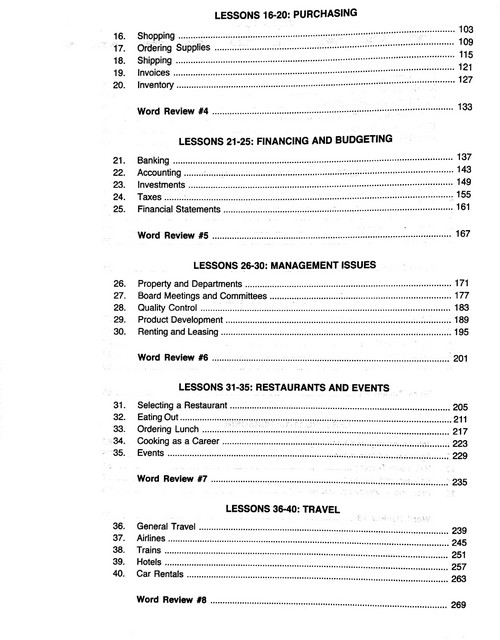 LESSONS 16-20: PURCHASING
16. Shopping 103
17. Ordering Supplies 109
18. Shipping 115
19. Invoices 121
20. Inventory 127
Word Review #4 133
LESSONS 21-25: FINANCING AND BUDGETING
21. Banking 137
22. Accounting 143
23. Investments 149
24. Taxes 155
25. Financial Statements 161
Word Review #5 167
LESSONS 26-30: MANAGEMENT ISSUES
26. Property and Departments 171
27. Board Meetings and Committees 177
28. Quality Control 183
29. Product Development 189
30. Renting and Leasing 195
Word Review #6 201
LESSONS 31-35: RESTAURANTS AND EVENTS
31. Selecting a Restaurant 205
32. Eating Out 211
33. Ordering Lunch 217
34. Cooking as a Career 223
35. Events 229
Word Review #7 235
LESSONS 36-40: TRAVEL
36. General Travel 239
37. Airlines 245
38. Trains 251
39. Hotels 257
40. Car Rentals 263
Word Review #8 269